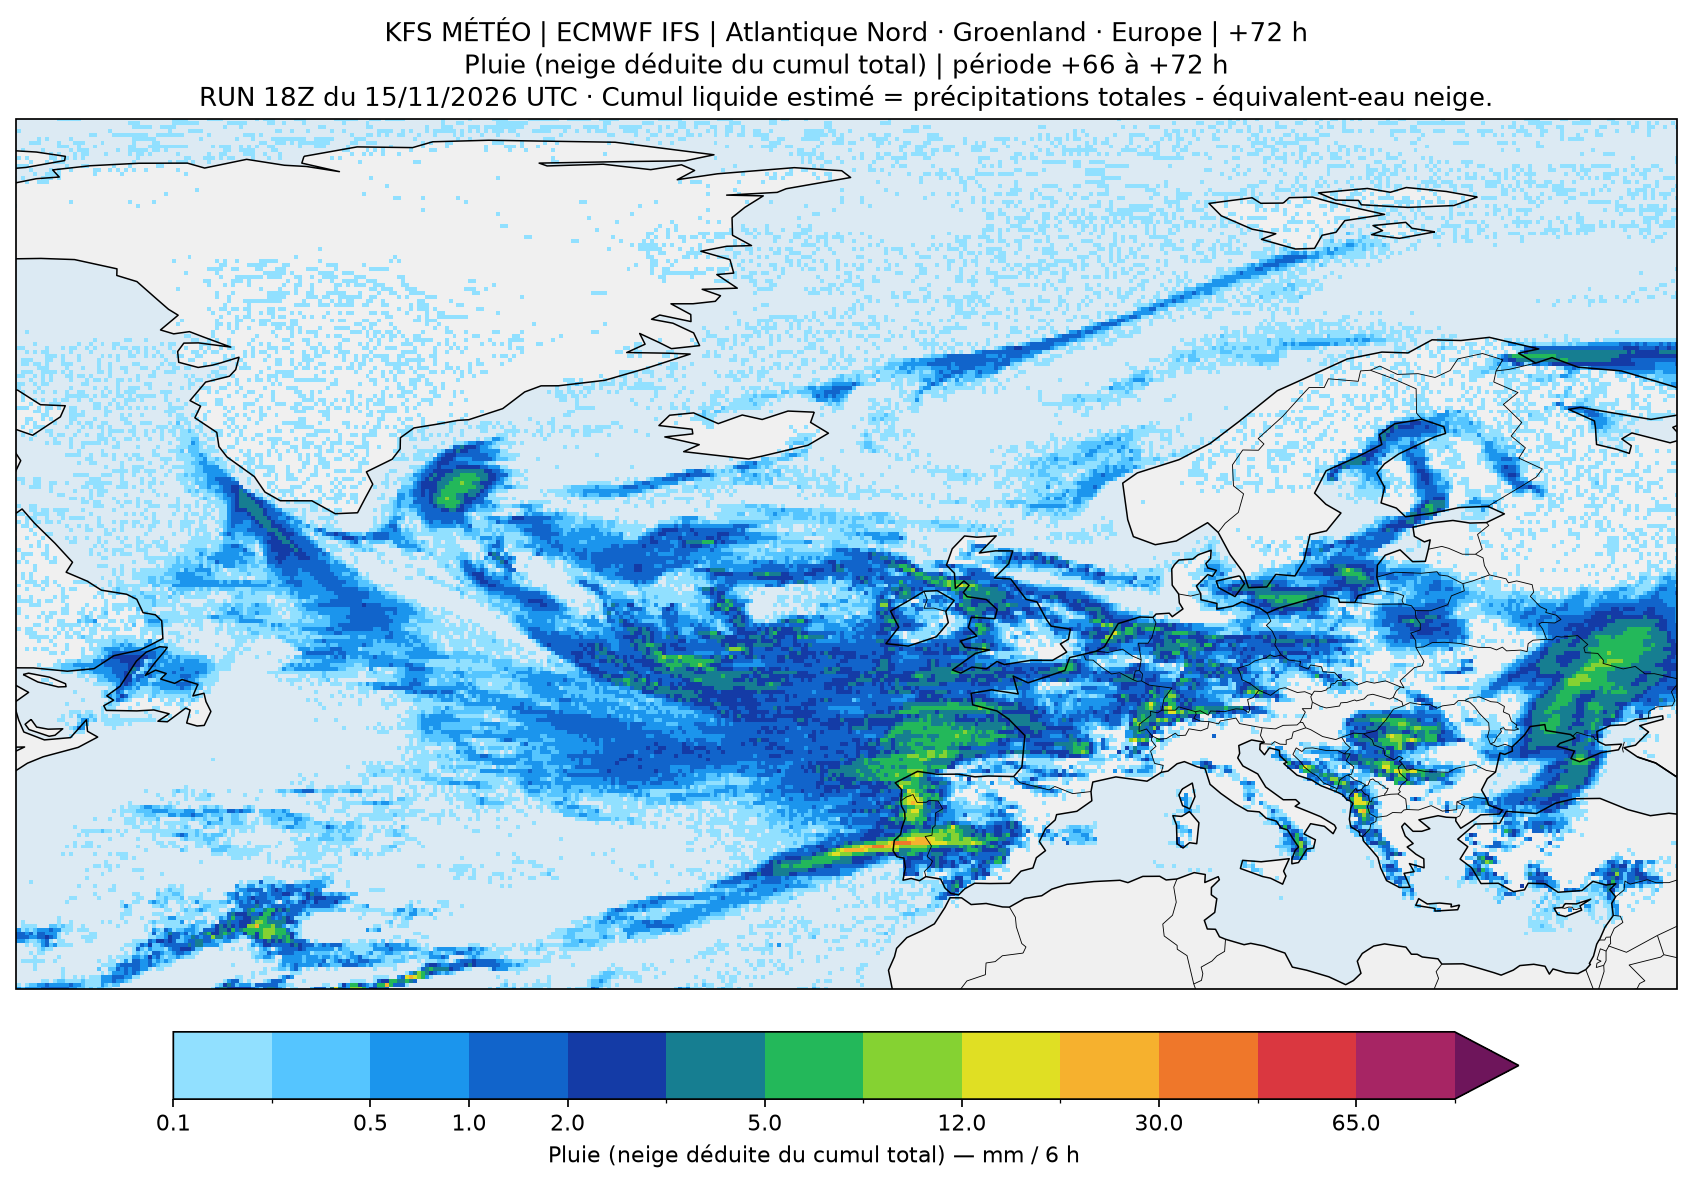 KFS MÉTÉO | ECMWF IFS | Atlantique Nord · Groenland · Europe | +72 h
Pluie (neige déduite du cumul total) | période +66 à +72 h
RUN 18Z du 15/11/2026 UTC · Cumul liquide estimé = précipitations totales - équivalent-eau neige.
0.1 0.5 1.0 2.0 5.0 12.0 30.0 65.0
Pluie (neige déduite du cumul total) — mm / 6 h